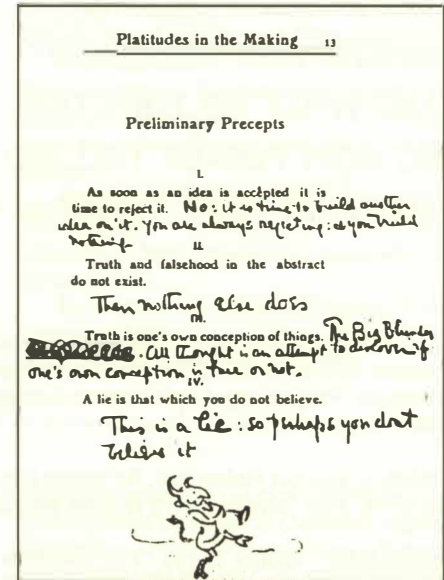 Platitudes in the Making 13
Preliminary Precepts
I.
As soon as an idea is accepted it is
time to reject it. No: it is time to build another
idea on it. You are always rejecting: & you build
nothing
II.
Truth and falsehood in the abstract
do not exist.
Then nothing else does
III.
Truth is one's own conception of things. The Big Blunder
. All thought is an attempt to discover if
one's own conception is true or not.
IV.
A lie is that which you do not believe.
This is a lie: so perhaps you dont
believe it